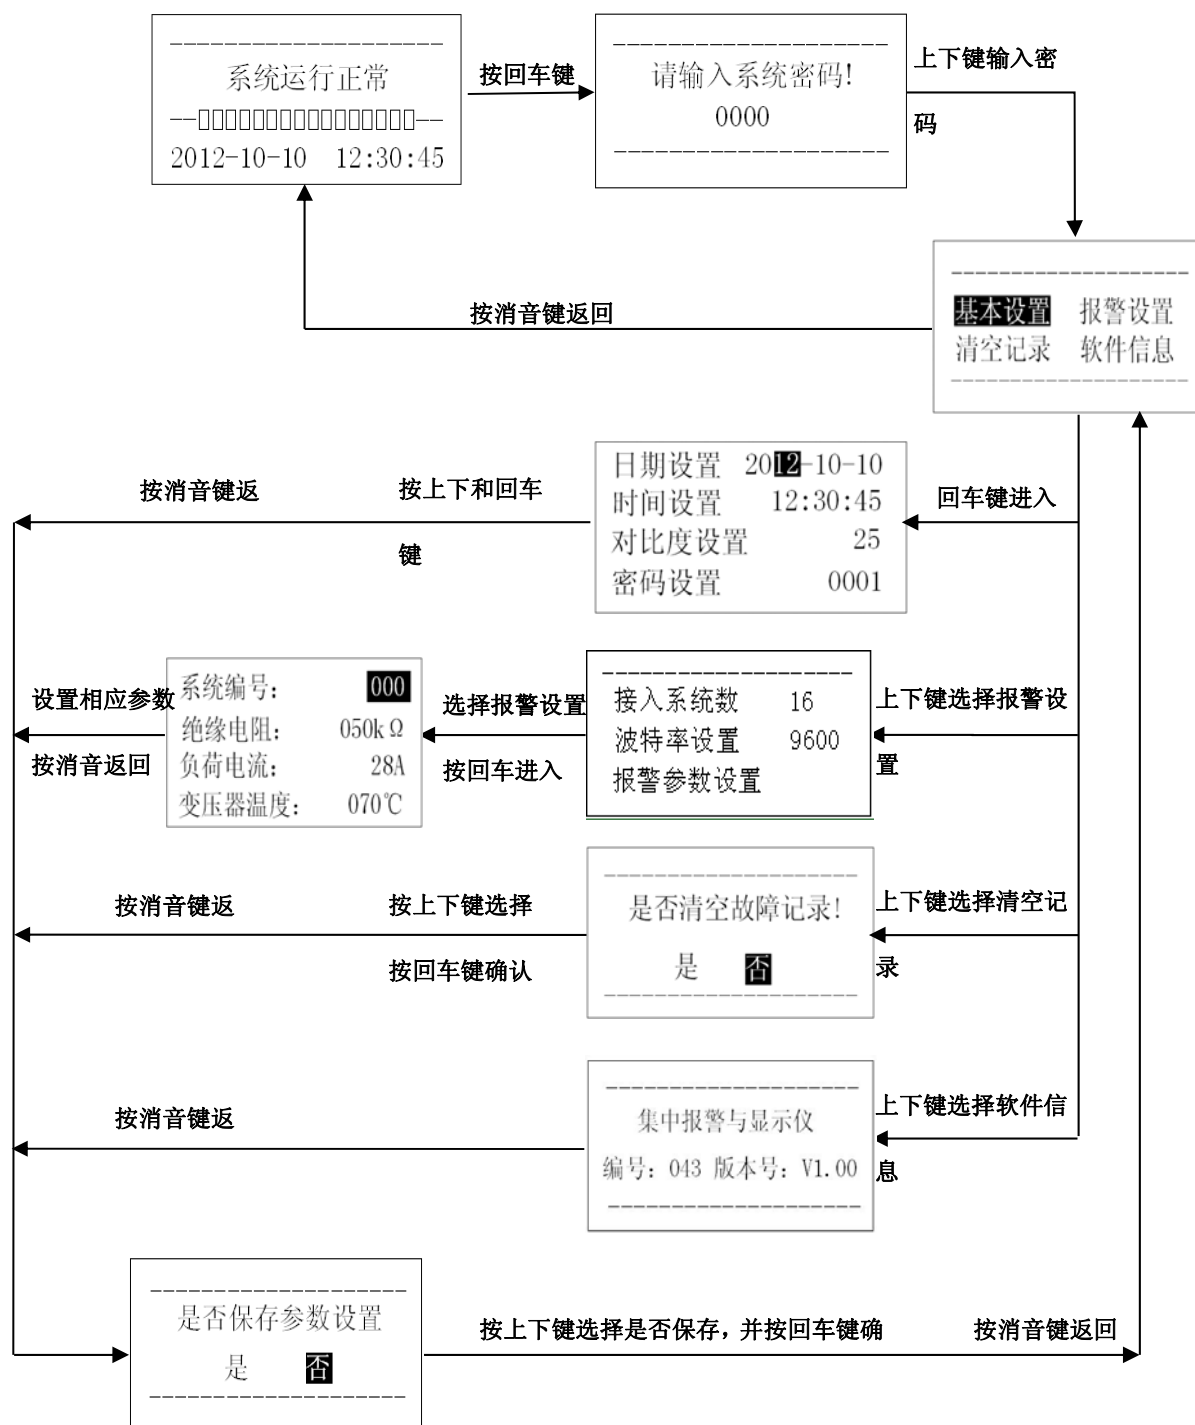 系统运行正常
--▯▯▯▯▯▯▯▯▯▯▯▯▯▯▯▯--
2012-10-10 12:30:45
按回车键
请输入系统密码!
0000
上下键输入密
码
基本设置 报警设置
清空记录 软件信息
按消音键返回
日期设置 2012-10-10
时间设置 12:30:45
对比度设置 25
密码设置 0001
回车键进入
按上下和回车
键
按消音键返
接入系统数 16
波特率设置 9600
报警参数设置
上下键选择报警设
置
选择报警设置
按回车进入
系统编号: 000
绝缘电阻: 050kΩ
负荷电流: 28A
变压器温度: 070℃
设置相应参数
按消音返回
是否清空故障记录!
是 否
上下键选择清空记
录
按上下键选择
按回车键确认
按消音键返
集中报警与显示仪
编号: 043 版本号: V1.00
上下键选择软件信
息
按消音键返
是否保存参数设置
是 否
按上下键选择是否保存，并按回车键确
按消音键返回